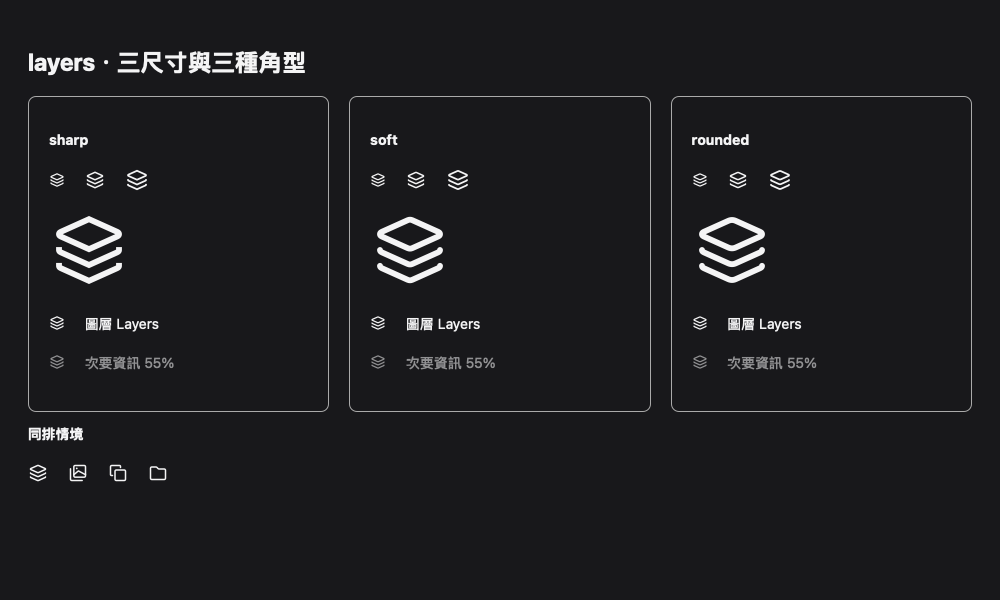 layers · 三尺寸與三種角型
sharp
圖層 Layers
次要資訊 55%
soft
圖層 Layers
次要資訊 55%
rounded
圖層 Layers
次要資訊 55%
同排情境